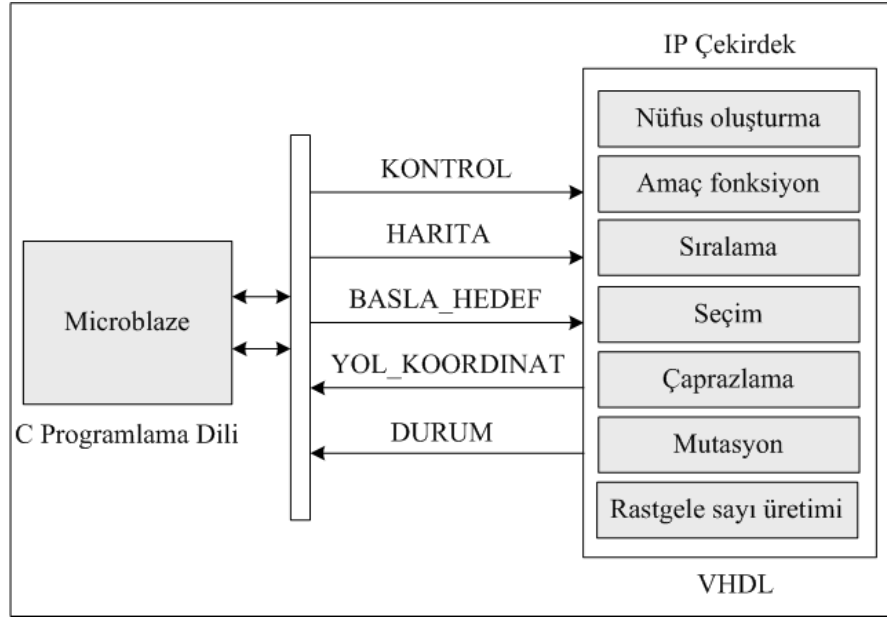 IP Çekirdek
Nüfus oluşturma
KONTROL
Amaç fonksiyon
HARITA
Sıralama
Microblaze
BASLA_HEDEF
Seçim
YOL_KOORDINAT
Çaprazlama
C Programlama Dili
DURUM
Mutasyon
Rastgele sayı üretimi
VHDL